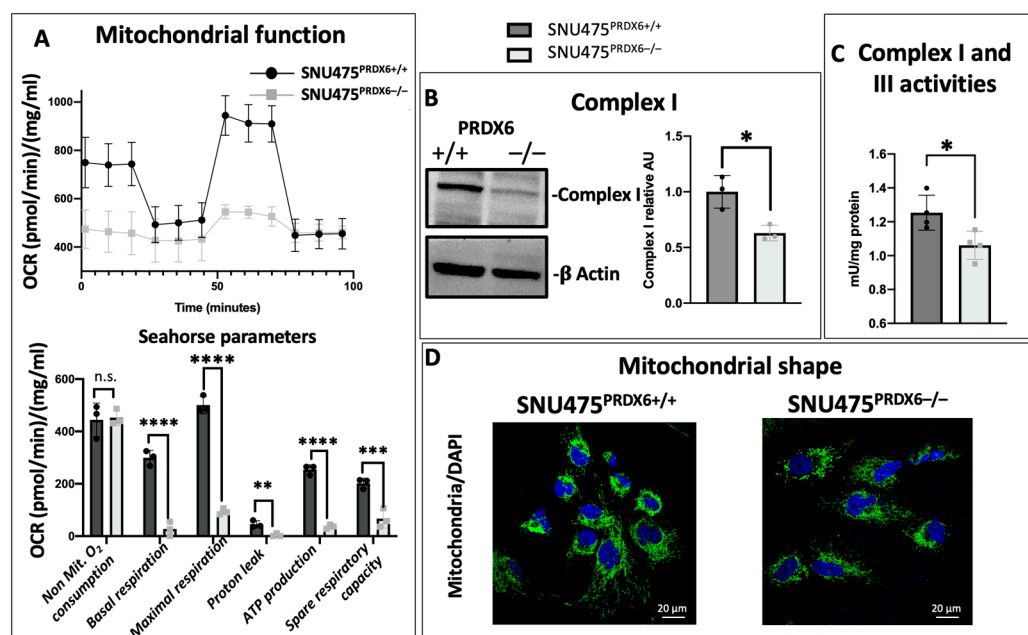 A Mitochondrial function
SNU475PRDX6+/+
SNU475PRDX6–/–
OCR (pmol/min)/(mg/ml)
1000
800
600
400
0
50
100
Time (minutes)
Seahorse parameters
OCR (pmol/min)/(mg/ml)
600
400
200
0
n.s.
****
****
**
****
***
Non Mit. O2
consumption
Basal respiration
Maximal respiration
Proton leak
ATP production
Spare respiratory
capacity
SNU475PRDX6+/+
SNU475PRDX6–/–
B Complex I
PRDX6
+/+ –/–
-Complex I
-β Actin
Complex I relative AU
1.5
1.0
0.5
0.0
*
C Complex I and
III activities
mU/mg protein
1.6
1.4
1.2
1.0
0.8
0.6
*
D Mitochondrial shape
SNU475PRDX6+/+
SNU475PRDX6–/–
Mitochondria/DAPI
20 µm
20 µm